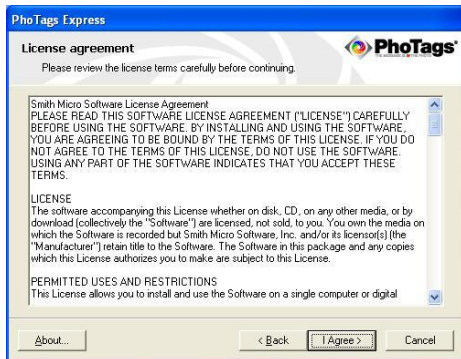 PhoTags Express
License agreement
Please review the license terms carefully before continuing.
PhoTags
Smith Micro Software License Agreement
PLEASE READ THIS SOFTWARE LICENSE AGREEMENT ("LICENSE") CAREFULLY
BEFORE USING THE SOFTWARE. BY INSTALLING AND USING THE SOFTWARE,
YOU ARE AGREEING TO BE BOUND BY THE TERMS OF THIS LICENSE. IF YOU DO
NOT AGREE TO THE TERMS OF THIS LICENSE, DO NOT USE THE SOFTWARE.
USING ANY PART OF THE SOFTWARE INDICATES THAT YOU ACCEPT THESE
TERMS.
LICENSE
The software accompanying this License whether on disk, CD, on any other media, or by
download (collectively the "Software") are licensed, not sold, to you. You own the media on
which the Software is recorded but Smith Micro Software, Inc. and/or its licensor(s) (the
"Manufacturer") retain title to the Software. The Software in this package and any copies
which this License authorizes you to make are subject to this License.
PERMITTED USES AND RESTRICTIONS
This License allows you to install and use the Software on a single computer or digital
About...
< Back
I Agree >
Cancel